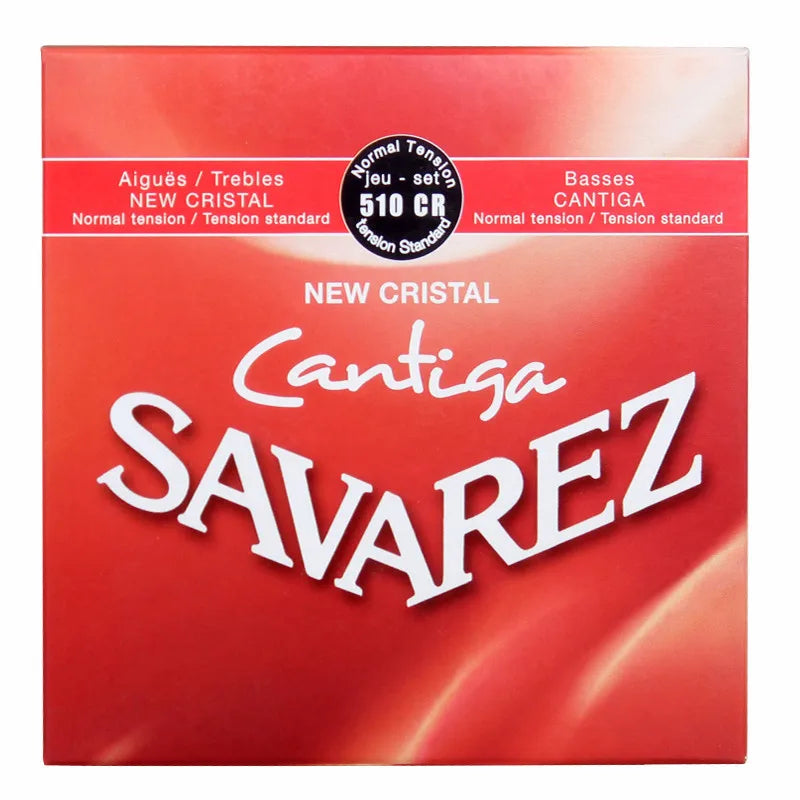 Aiguës / Trebles
NEW CRISTAL
Normal tension / Tension standard
Normal Tension
jeu - set
510 CR
tension Standard
Basses
CANTIGA
Normal tension / Tension standard
NEW CRISTAL
Cantiga
SAVAREZ